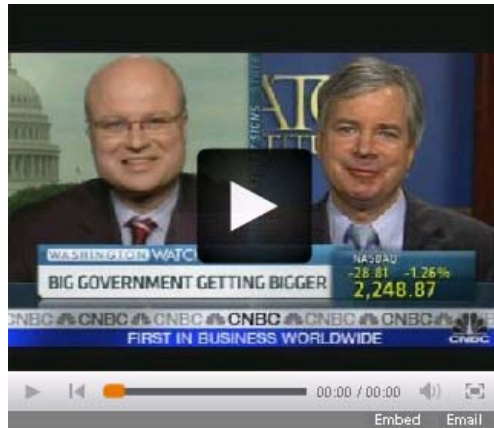 WASHINGTON WATCH
NASDAQ
-28.81 -1.26%
BIG GOVERNMENT GETTING BIGGER
2,248.87
CNBC CNBC CNBC CNBC CNBC CNBC
FIRST IN BUSINESS WORLDWIDE
CNBC
00:00 / 00:00
Embed Email